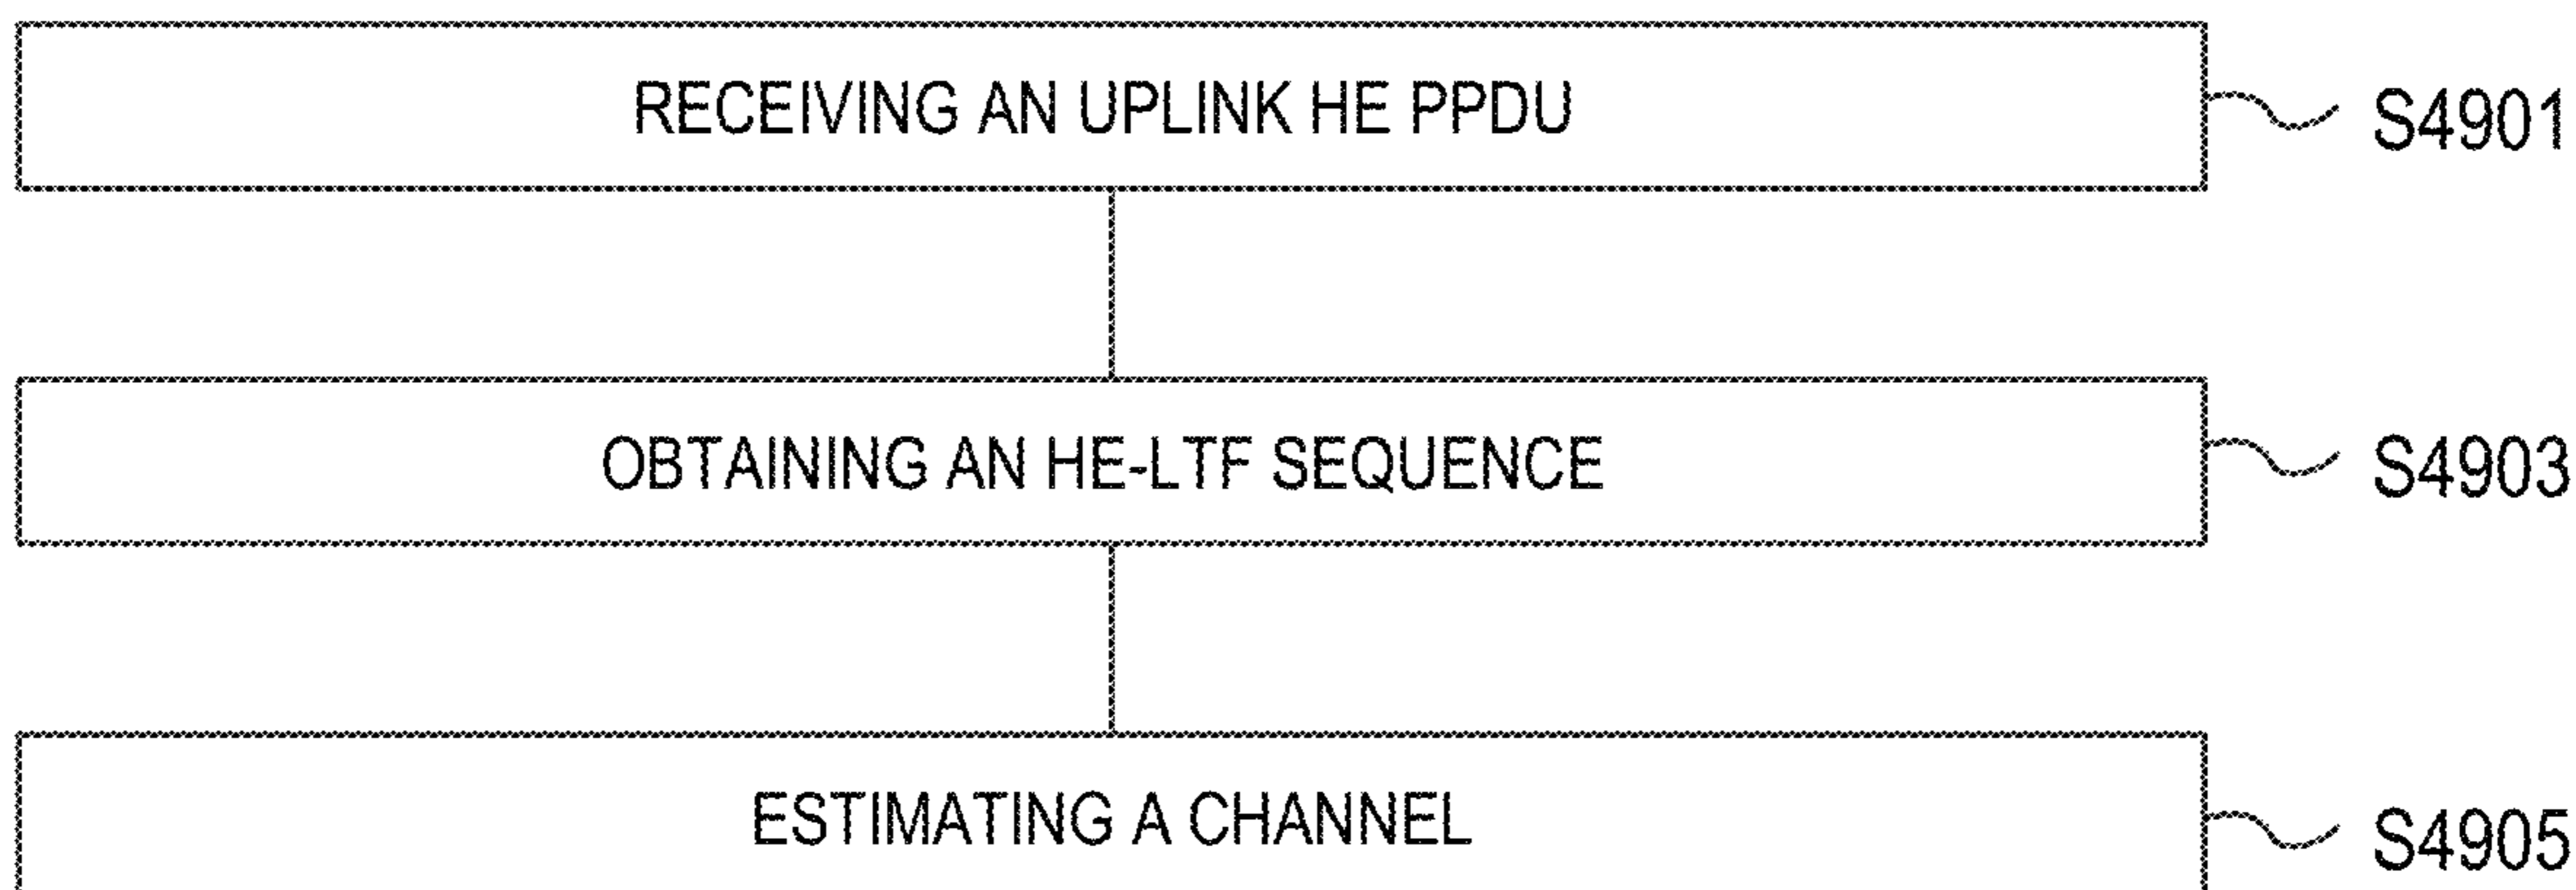 RECEIVING AN UPLINK HE PPDU S4901
OBTAINING AN HE-LTF SEQUENCE S4903
ESTIMATING A CHANNEL S4905